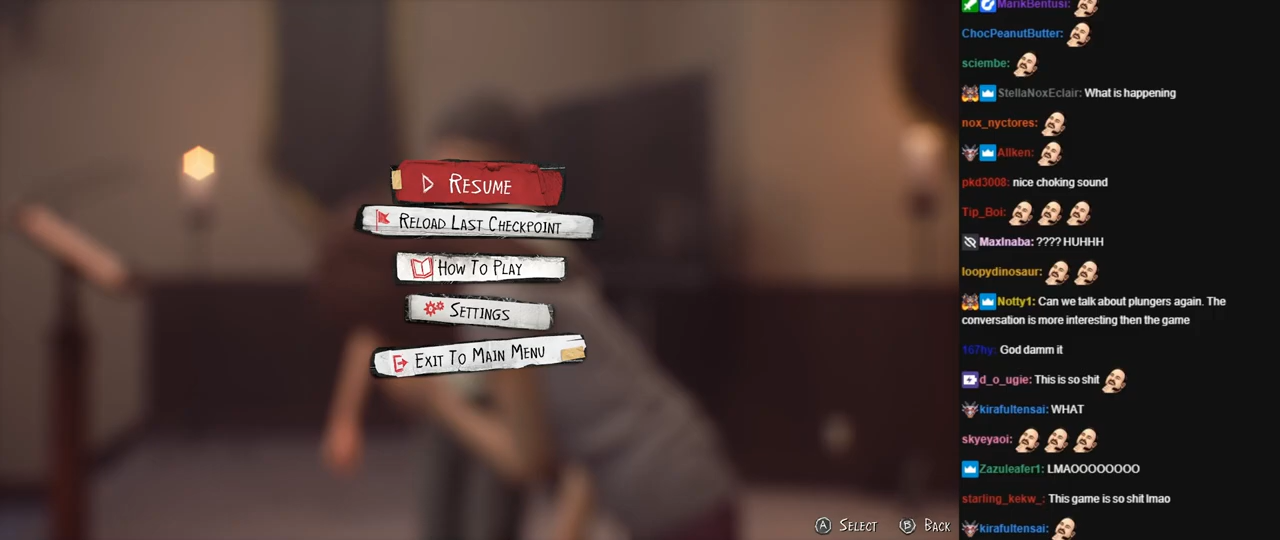 Resume
Reload Last Checkpoint
How To Play
Settings
Exit To Main Menu
A Select B Back
MarikBentusi:
ChocPeanutButter:
sciembe:
StellaNoxEclair: What is happening
nox_nyctores:
Allken:
pkd3008: nice choking sound
Tip_Boi:
MaxInaba: ???? HUHHH
loopydinosaur:
Notty1: Can we talk about plungers again. The
conversation is more interesting then the game
167hy: God damm it
d_o_ugie: This is so shit
kirafultensai: WHAT
skyeyaoi:
Zazuleafer1: LMAOOOOOOOO
starling_kekw_: This game is so shit lmao
kirafultensai: